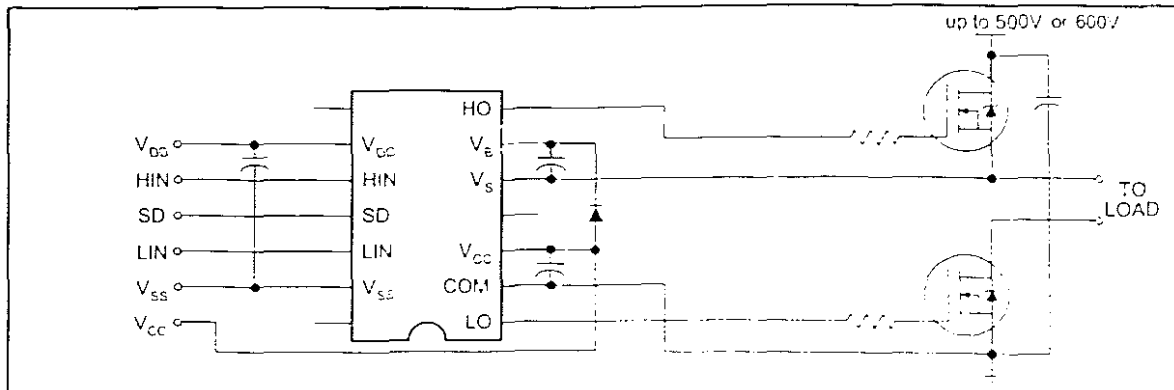 up to 500V or 600V
HO
V_DD
V_DD
V_B
HIN
HIN
V_S
SD
SD
TO
LOAD
LIN
LIN
V_CC
V_SS
V_SS
COM
V_CC
LO